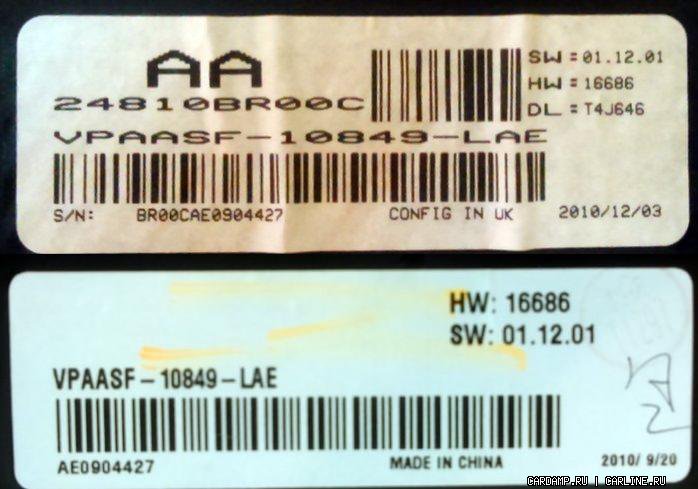 AA
24810BR00C
SW = 01.12.01
HW = 16686
DL = T4J646
VPAASF-10849-LAE
S/N: BR00CAE0904427 CONFIG IN UK 2010/12/03
HW: 16686
SW: 01.12.01
VPAASF-10849-LAE
AE0904427 MADE IN CHINA 2010/ 9/20
CARDAMP.RU | CARLINE.RU